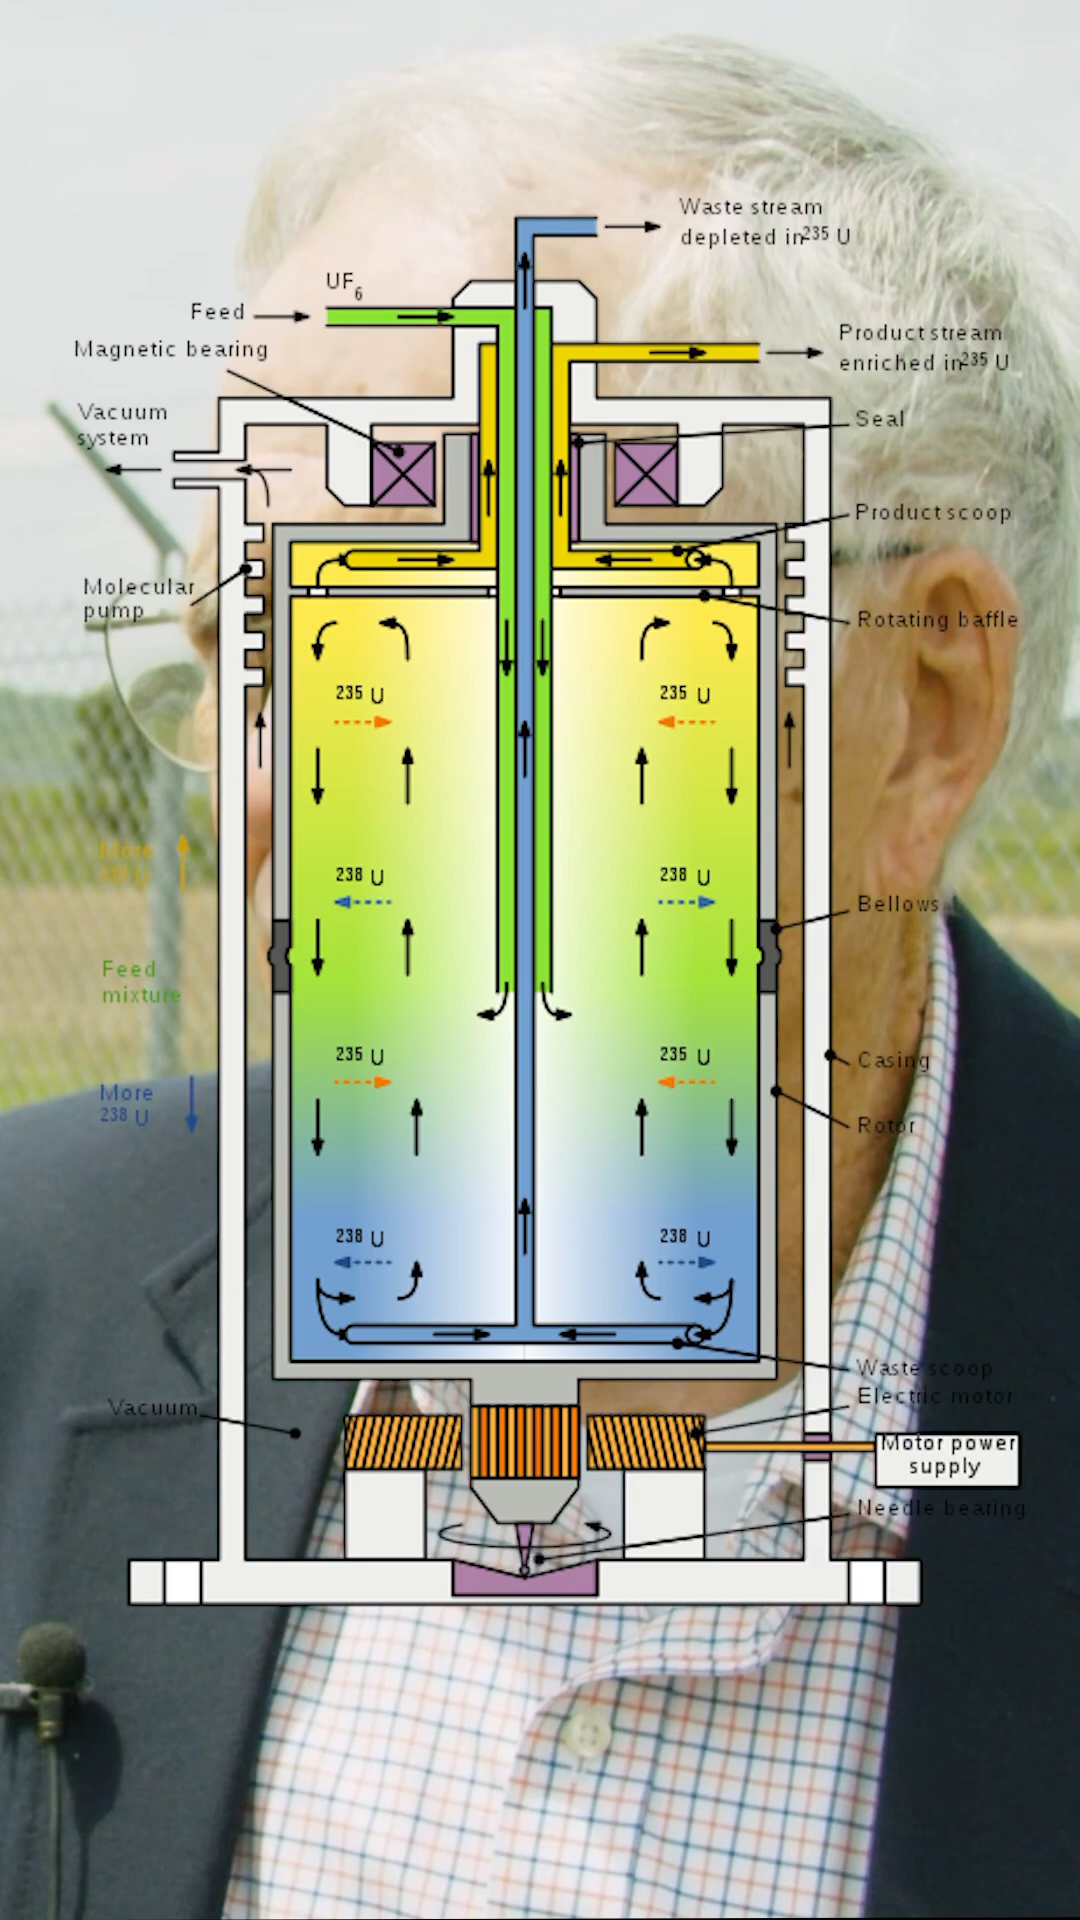 Waste stream
depleted in 235 U
UF6
Feed
Product stream
enriched in 235 U
Magnetic bearing
Vacuum
system
Seal
Product scoop
Molecular
pump
Rotating baffle
235 U
235 U
More
238 U
238 U
Bellows
Feed
mixture
235 U
235 U
Casing
More
238 U
Rotor
238 U
238 U
Waste scoop
Electric motor
Vacuum
Motor power
supply
Needle bearing